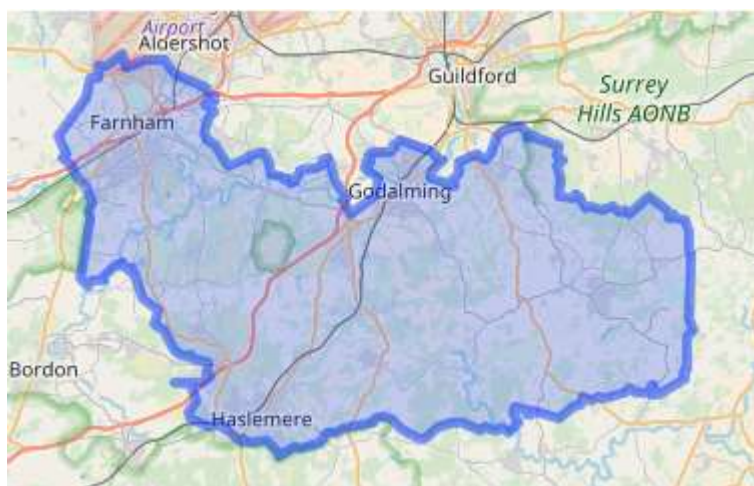 Airport
Aldershot
Guildford
Surrey
Hills AONB
Farnham
Godalming
Bordon
Haslemere